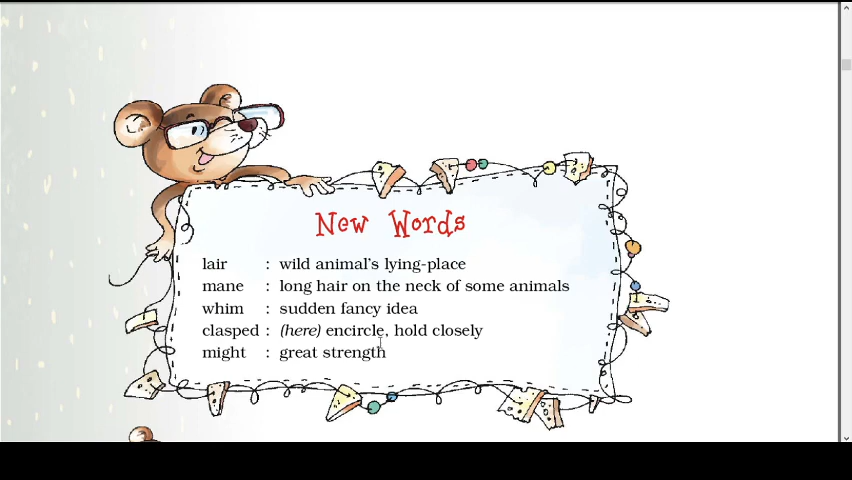 New Words
lair : wild animal's lying-place
mane : long hair on the neck of some animals
whim : sudden fancy idea
clasped : (here) encircle, hold closely
might : great strength